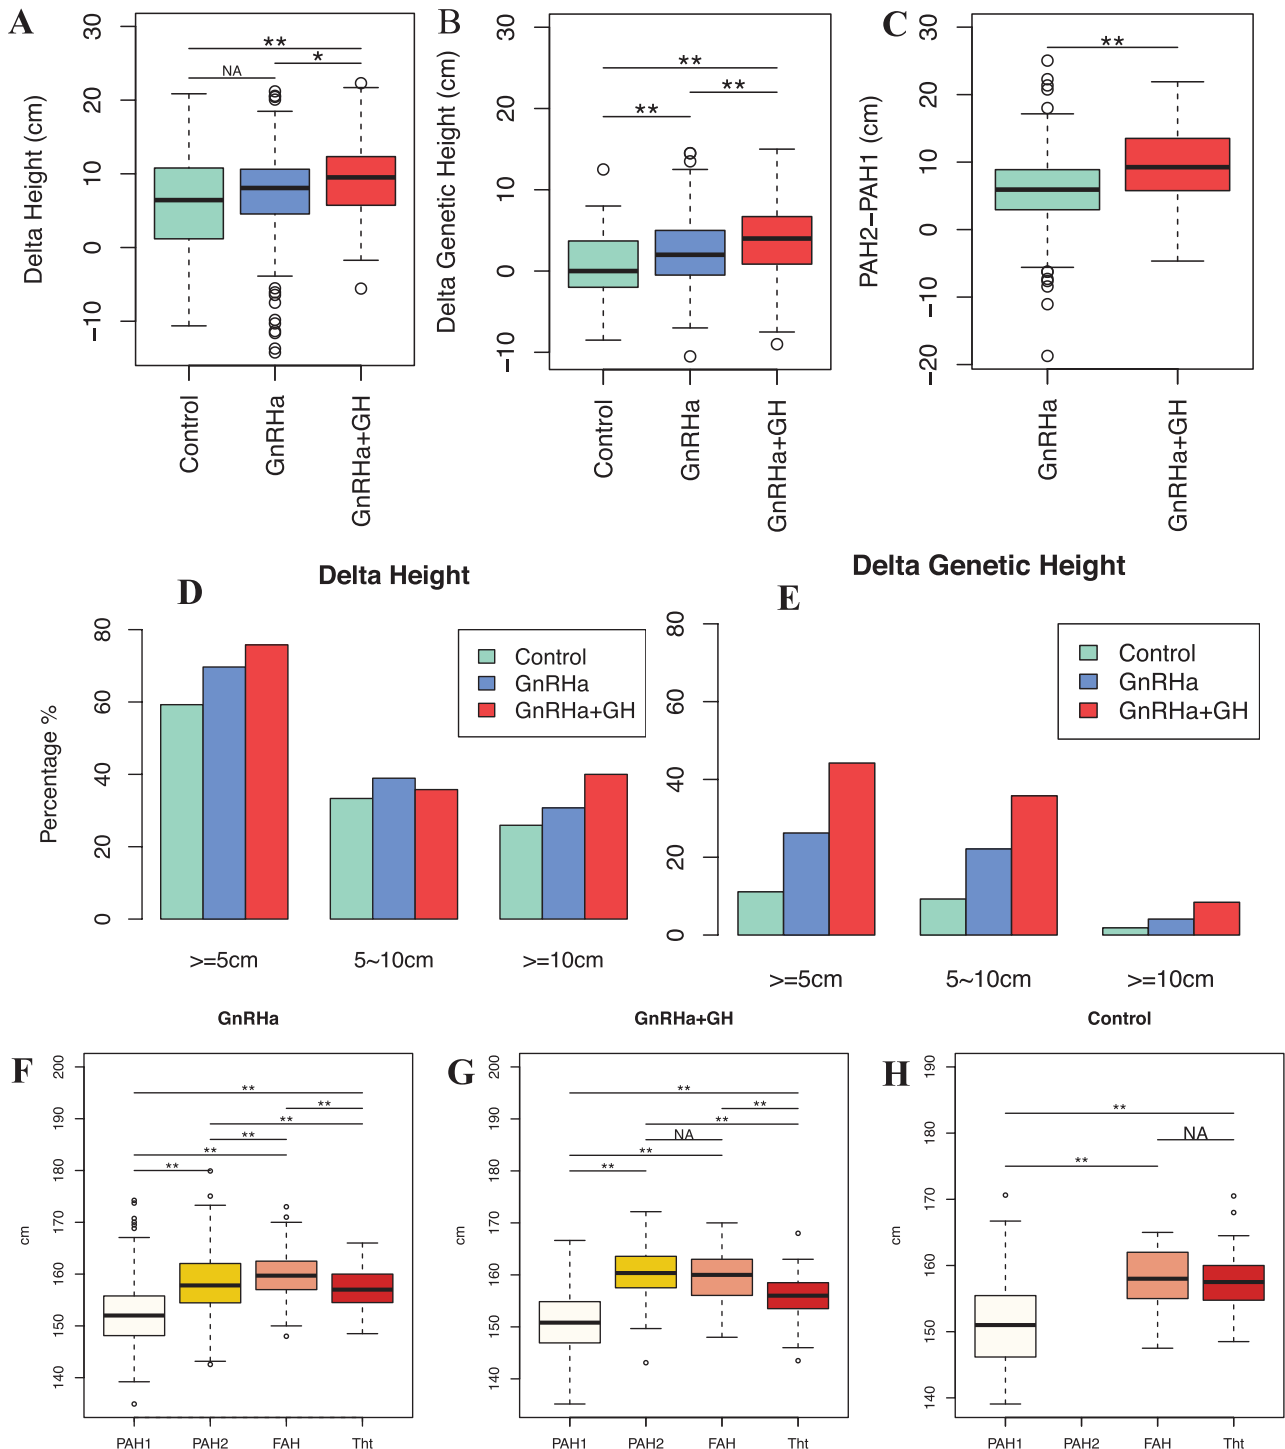 A
Delta Height (cm)
30
20
10
0
−10
**
*
NA
Control
GnRHa
GnRHa+GH
B
Delta Genetic Height (cm)
30
20
10
0
−10
**
**
**
Control
GnRHa
GnRHa+GH
C
PAH2−PAH1 (cm)
30
20
10
0
−10
−20
**
GnRHa
GnRHa+GH
D
Delta Height
Percentage %
80
60
40
20
0
Control
GnRHa
GnRHa+GH
>=5cm
5~10cm
>=10cm
E
Delta Genetic Height
80
60
40
20
0
Control
GnRHa
GnRHa+GH
>=5cm
5~10cm
>=10cm
F
GnRHa
cm
200
190
180
170
160
150
140
**
**
**
**
**
**
PAH1
PAH2
FAH
Tht
G
GnRHa+GH
cm
200
190
180
170
160
150
140
**
**
**
NA
**
**
PAH1
PAH2
FAH
Tht
H
Control
cm
190
180
170
160
150
140
**
NA
**
PAH1
PAH2
FAH
Tht